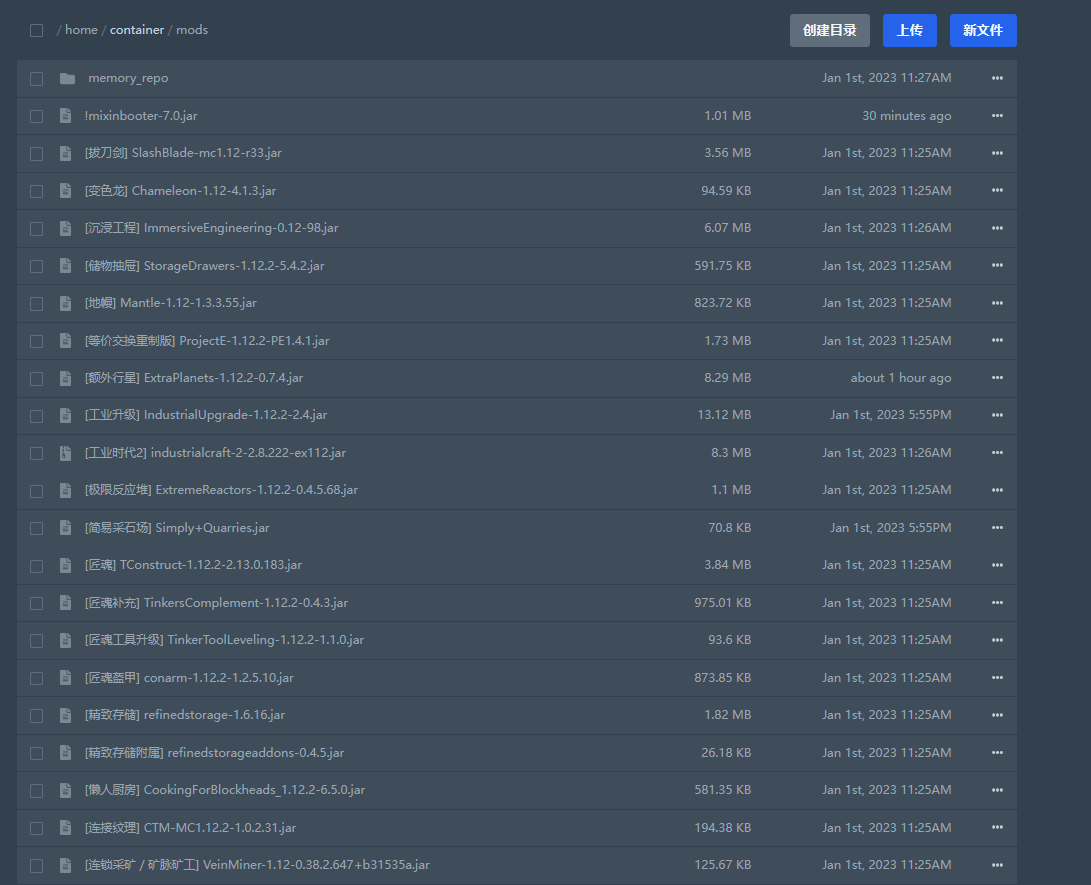 / home / container / mods 创建目录 上传 新文件
memory_repo Jan 1st, 2023 11:27AM
!mixinbooter-7.0.jar 1.01 MB 30 minutes ago
[拔刀剑] SlashBlade-mc1.12-r33.jar 3.56 MB Jan 1st, 2023 11:25AM
[变色龙] Chameleon-1.12-4.1.3.jar 94.59 KB Jan 1st, 2023 11:25AM
[沉浸工程] ImmersiveEngineering-0.12-98.jar 6.07 MB Jan 1st, 2023 11:26AM
[储物抽屉] StorageDrawers-1.12.2-5.4.2.jar 591.75 KB Jan 1st, 2023 11:25AM
[地幔] Mantle-1.12-1.3.3.55.jar 823.72 KB Jan 1st, 2023 11:25AM
[等价交换重制版] ProjectE-1.12.2-PE1.4.1.jar 1.73 MB Jan 1st, 2023 11:25AM
[额外行星] ExtraPlanets-1.12.2-0.7.4.jar 8.29 MB about 1 hour ago
[工业升级] IndustrialUpgrade-1.12.2-2.4.jar 13.12 MB Jan 1st, 2023 5:55PM
[工业时代2] industrialcraft-2-2.8.222-ex112.jar 8.3 MB Jan 1st, 2023 11:26AM
[极限反应堆] ExtremeReactors-1.12.2-0.4.5.68.jar 1.1 MB Jan 1st, 2023 11:25AM
[简易采石场] Simply+Quarries.jar 70.8 KB Jan 1st, 2023 5:55PM
[匠魂] TConstruct-1.12.2-2.13.0.183.jar 3.84 MB Jan 1st, 2023 11:25AM
[匠魂补充] TinkersComplement-1.12.2-0.4.3.jar 975.01 KB Jan 1st, 2023 11:25AM
[匠魂工具升级] TinkerToolLeveling-1.12.2-1.1.0.jar 93.6 KB Jan 1st, 2023 11:25AM
[匠魂盔甲] conarm-1.12.2-1.2.5.10.jar 873.85 KB Jan 1st, 2023 11:25AM
[精致存储] refinedstorage-1.6.16.jar 1.82 MB Jan 1st, 2023 11:25AM
[精致存储附属] refinedstorageaddons-0.4.5.jar 26.18 KB Jan 1st, 2023 11:25AM
[懒人厨房] CookingForBlockheads_1.12.2-6.5.0.jar 581.35 KB Jan 1st, 2023 11:25AM
[连接纹理] CTM-MC1.12.2-1.0.2.31.jar 194.38 KB Jan 1st, 2023 11:25AM
[连锁采矿 / 矿脉矿工] VeinMiner-1.12-0.38.2.647+b31535a.jar 125.67 KB Jan 1st, 2023 11:25AM